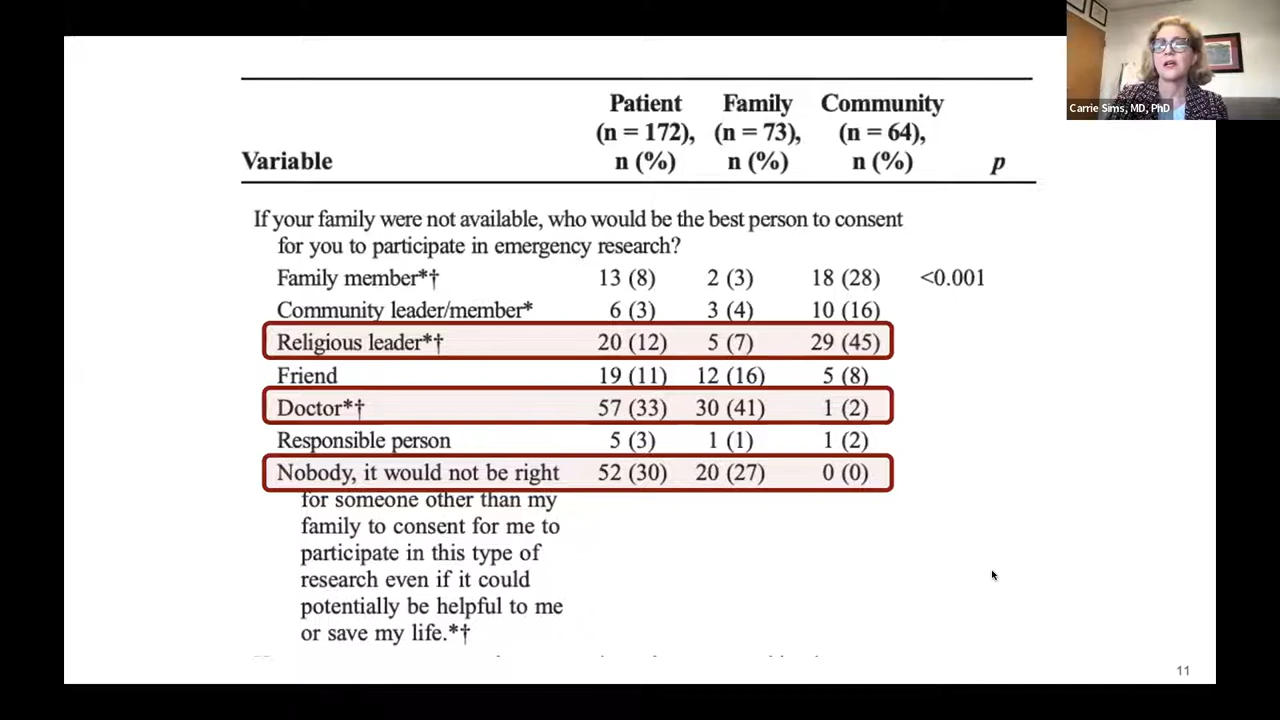 Carrie Sims, MD, PhD
Patient Family Community
(n = 172), (n = 73), (n = 64),
Variable n (%) n (%) n (%) p
If your family were not available, who would be the best person to consent
for you to participate in emergency research?
Family member*† 13 (8) 2 (3) 18 (28) <0.001
Community leader/member* 6 (3) 3 (4) 10 (16)
Religious leader*† 20 (12) 5 (7) 29 (45)
Friend 19 (11) 12 (16) 5 (8)
Doctor*† 57 (33) 30 (41) 1 (2)
Responsible person 5 (3) 1 (1) 1 (2)
Nobody, it would not be right 52 (30) 20 (27) 0 (0)
for someone other than my
family to consent for me to
participate in this type of
research even if it could
potentially be helpful to me
or save my life.*†
11